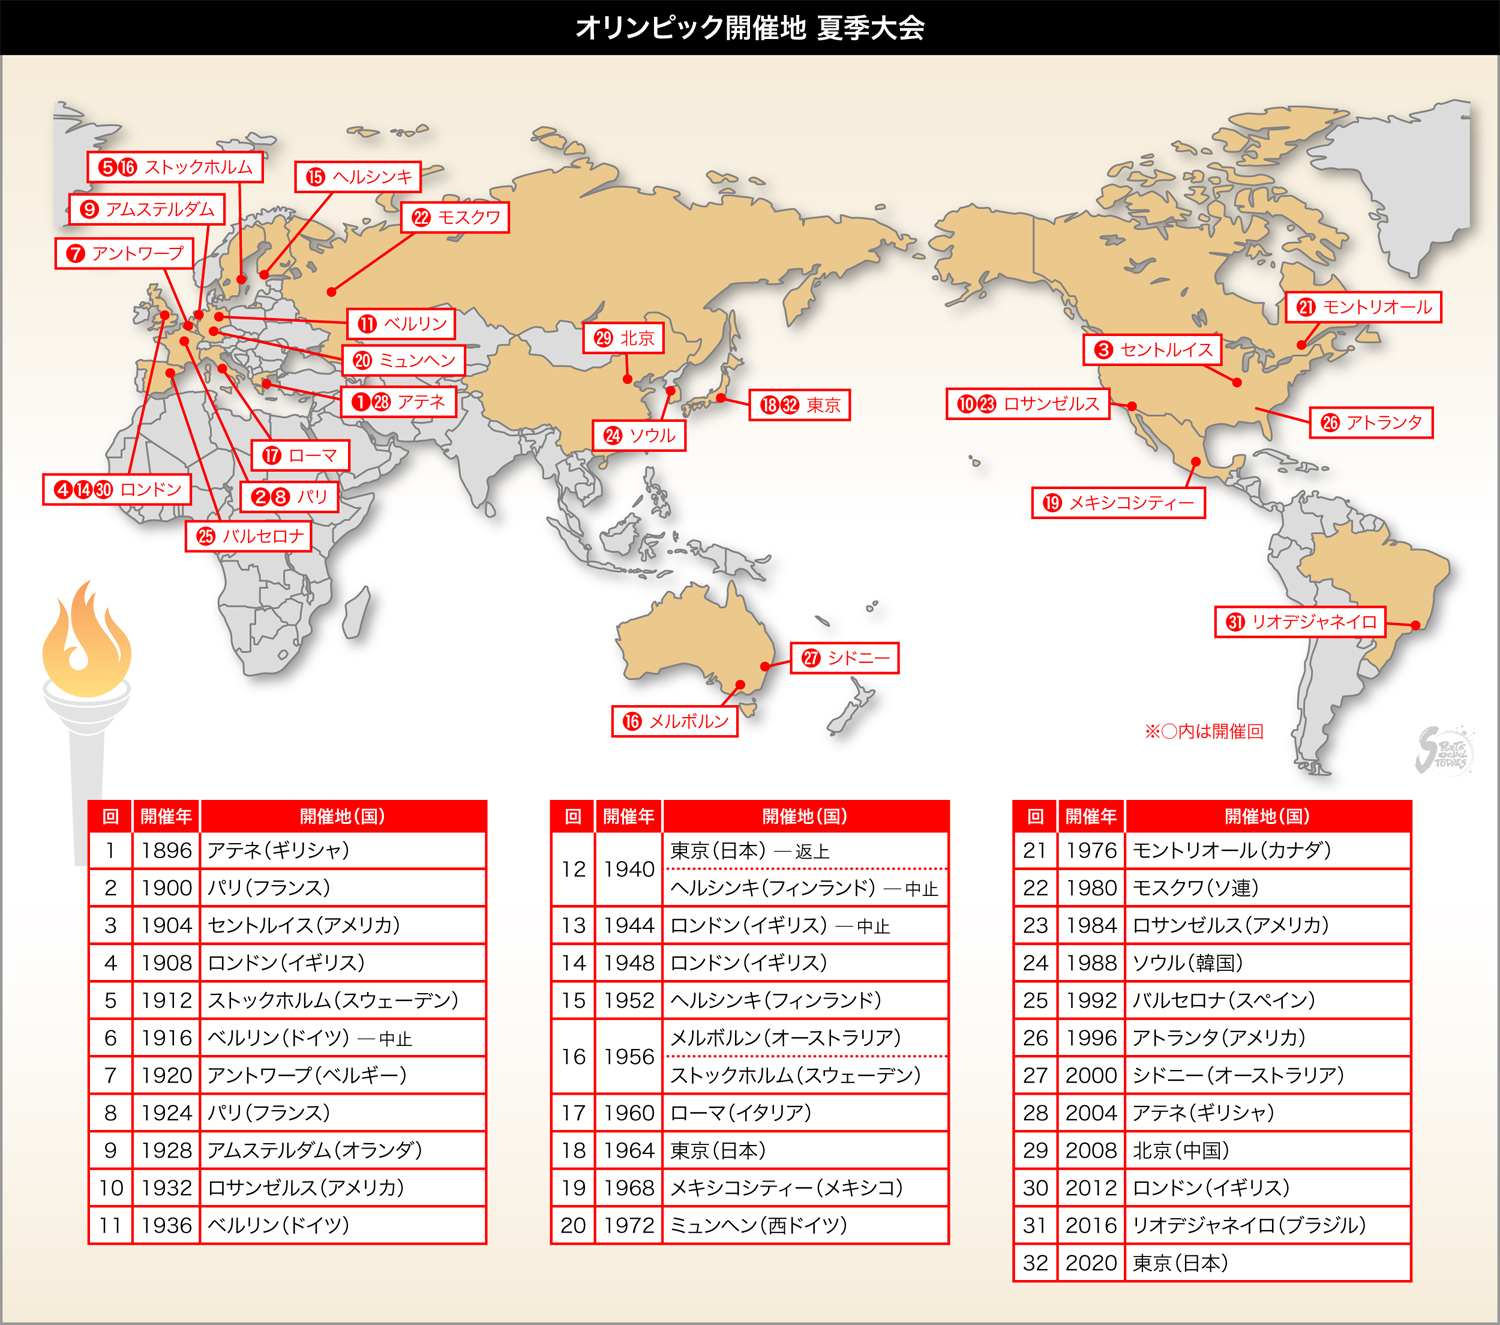 オリンピック開催地 夏季大会
⑤⑯ ストックホルム
⑮ ヘルシンキ
⑨ アムステルダム
㉒ モスクワ
⑦ アントワープ
⑪ ベルリン
⑳ ミュンヘン
①㉘ アテネ
⑰ ローマ
④⑭㉚ ロンドン
②⑧ パリ
㉕ バルセロナ
㉙ 北京
⑱㉜ 東京
㉔ ソウル
㉑ モントリオール
③ セントルイス
⑩㉓ ロサンゼルス
㉖ アトランタ
⑲ メキシコシティー
㉛ リオデジャネイロ
㉗ シドニー
⑯ メルボルン
※○内は開催回
SPORTS SOCIAL STUDIES
回 開催年 開催地(国)
1 1896 アテネ(ギリシャ)
2 1900 パリ(フランス)
3 1904 セントルイス(アメリカ)
4 1908 ロンドン(イギリス)
5 1912 ストックホルム(スウェーデン)
6 1916 ベルリン(ドイツ) ―中止
7 1920 アントワープ(ベルギー)
8 1924 パリ(フランス)
9 1928 アムステルダム(オランダ)
10 1932 ロサンゼルス(アメリカ)
11 1936 ベルリン(ドイツ)
回 開催年 開催地(国)
12 1940 東京(日本) ―返上
ヘルシンキ(フィンランド) ―中止
13 1944 ロンドン(イギリス) ―中止
14 1948 ロンドン(イギリス)
15 1952 ヘルシンキ(フィンランド)
16 1956 メルボルン(オーストラリア)
ストックホルム(スウェーデン)
17 1960 ローマ(イタリア)
18 1964 東京(日本)
19 1968 メキシコシティー(メキシコ)
20 1972 ミュンヘン(西ドイツ)
回 開催年 開催地(国)
21 1976 モントリオール(カナダ)
22 1980 モスクワ(ソ連)
23 1984 ロサンゼルス(アメリカ)
24 1988 ソウル(韓国)
25 1992 バルセロナ(スペイン)
26 1996 アトランタ(アメリカ)
27 2000 シドニー(オーストラリア)
28 2004 アテネ(ギリシャ)
29 2008 北京(中国)
30 2012 ロンドン(イギリス)
31 2016 リオデジャネイロ(ブラジル)
32 2020 東京(日本)